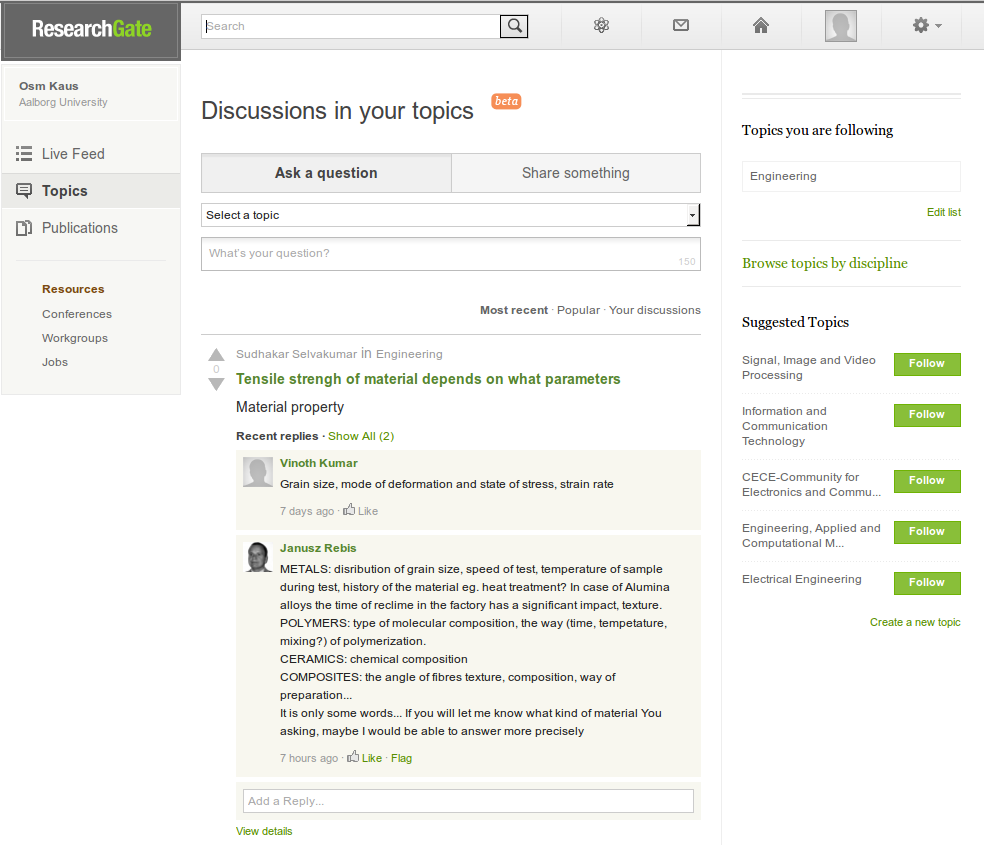 ResearchGate
Search
Osm Kaus
Aalborg University
Live Feed
Topics
Publications
Resources
Conferences
Workgroups
Jobs
Discussions in your topics beta
Ask a question
Share something
Select a topic
What's your question?
150
Most recent · Popular · Your discussions
Sudhakar Selvakumar in Engineering
0
Tensile strengh of material depends on what parameters
Material property
Recent replies · Show All (2)
Vinoth Kumar
Grain size, mode of deformation and state of stress, strain rate
7 days ago · Like
Janusz Rebis
METALS: disribution of grain size, speed of test, temperature of sample
during test, history of the material eg. heat treatment? In case of Alumina
alloys the time of reclime in the factory has a significant impact, texture.
POLYMERS: type of molecular composition, the way (time, tempetature,
mixing?) of polymerization.
CERAMICS: chemical composition
COMPOSITES: the angle of fibres texture, composition, way of
preparation...
It is only some words... If you will let me know what kind of material You
asking, maybe I would be able to answer more precisely
7 hours ago · Like · Flag
Add a Reply...
View details
Topics you are following
Engineering
Edit list
Browse topics by discipline
Suggested Topics
Signal, Image and Video
Processing
Follow
Information and
Communication
Technology
Follow
CECE-Community for
Electronics and Commu...
Follow
Engineering, Applied and
Computational M...
Follow
Electrical Engineering
Follow
Create a new topic